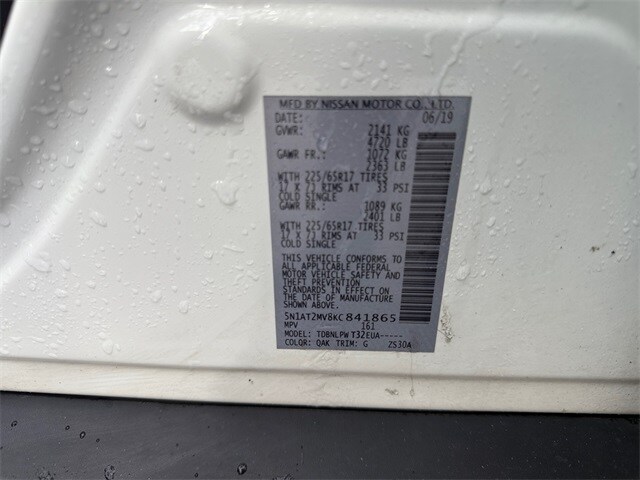 MFD BY NISSAN MOTOR CO., LTD.
DATE: 06/19
GVWR: 2141 KG
4720 LB
GAWR FR.: 1072 KG
2363 LB
WITH 225/65R17 TIRES
17 X 7J RIMS AT 33 PSI
COLD SINGLE
GAWR RR.: 1089 KG
2401 LB
WITH 225/65R17 TIRES
17 X 7J RIMS AT 33 PSI
COLD SINGLE
THIS VEHICLE CONFORMS TO
ALL APPLICABLE FEDERAL
MOTOR VEHICLE SAFETY AND
THEFT PREVENTION
STANDARDS IN EFFECT ON
THE DATE OF MANUFACTURE SHOWN
ABOVE.
5N1AT2MV8KC841865
MPV 161
MODEL: TDBNLPW T32EUA-----
COLOR: QAK TRIM: G ZS30A